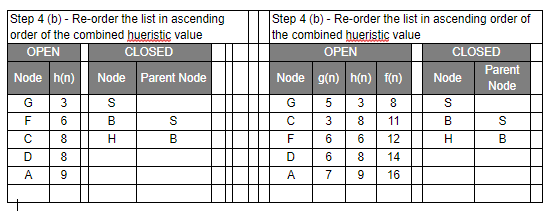 Step 4 (b) - Re-order the list in ascending
order of the combined hueristic value
OPEN CLOSED
Node h(n) Node Parent Node
G 3 S
F 6 B S
C 8 H B
D 8
A 9
Step 4 (b) - Re-order the list in ascending order of
the combined hueristic value
OPEN CLOSED
Node g(n) h(n) f(n) Node Parent
Node
G 5 3 8 S
C 3 8 11 B S
F 6 6 12 H B
D 6 8 14
A 7 9 16